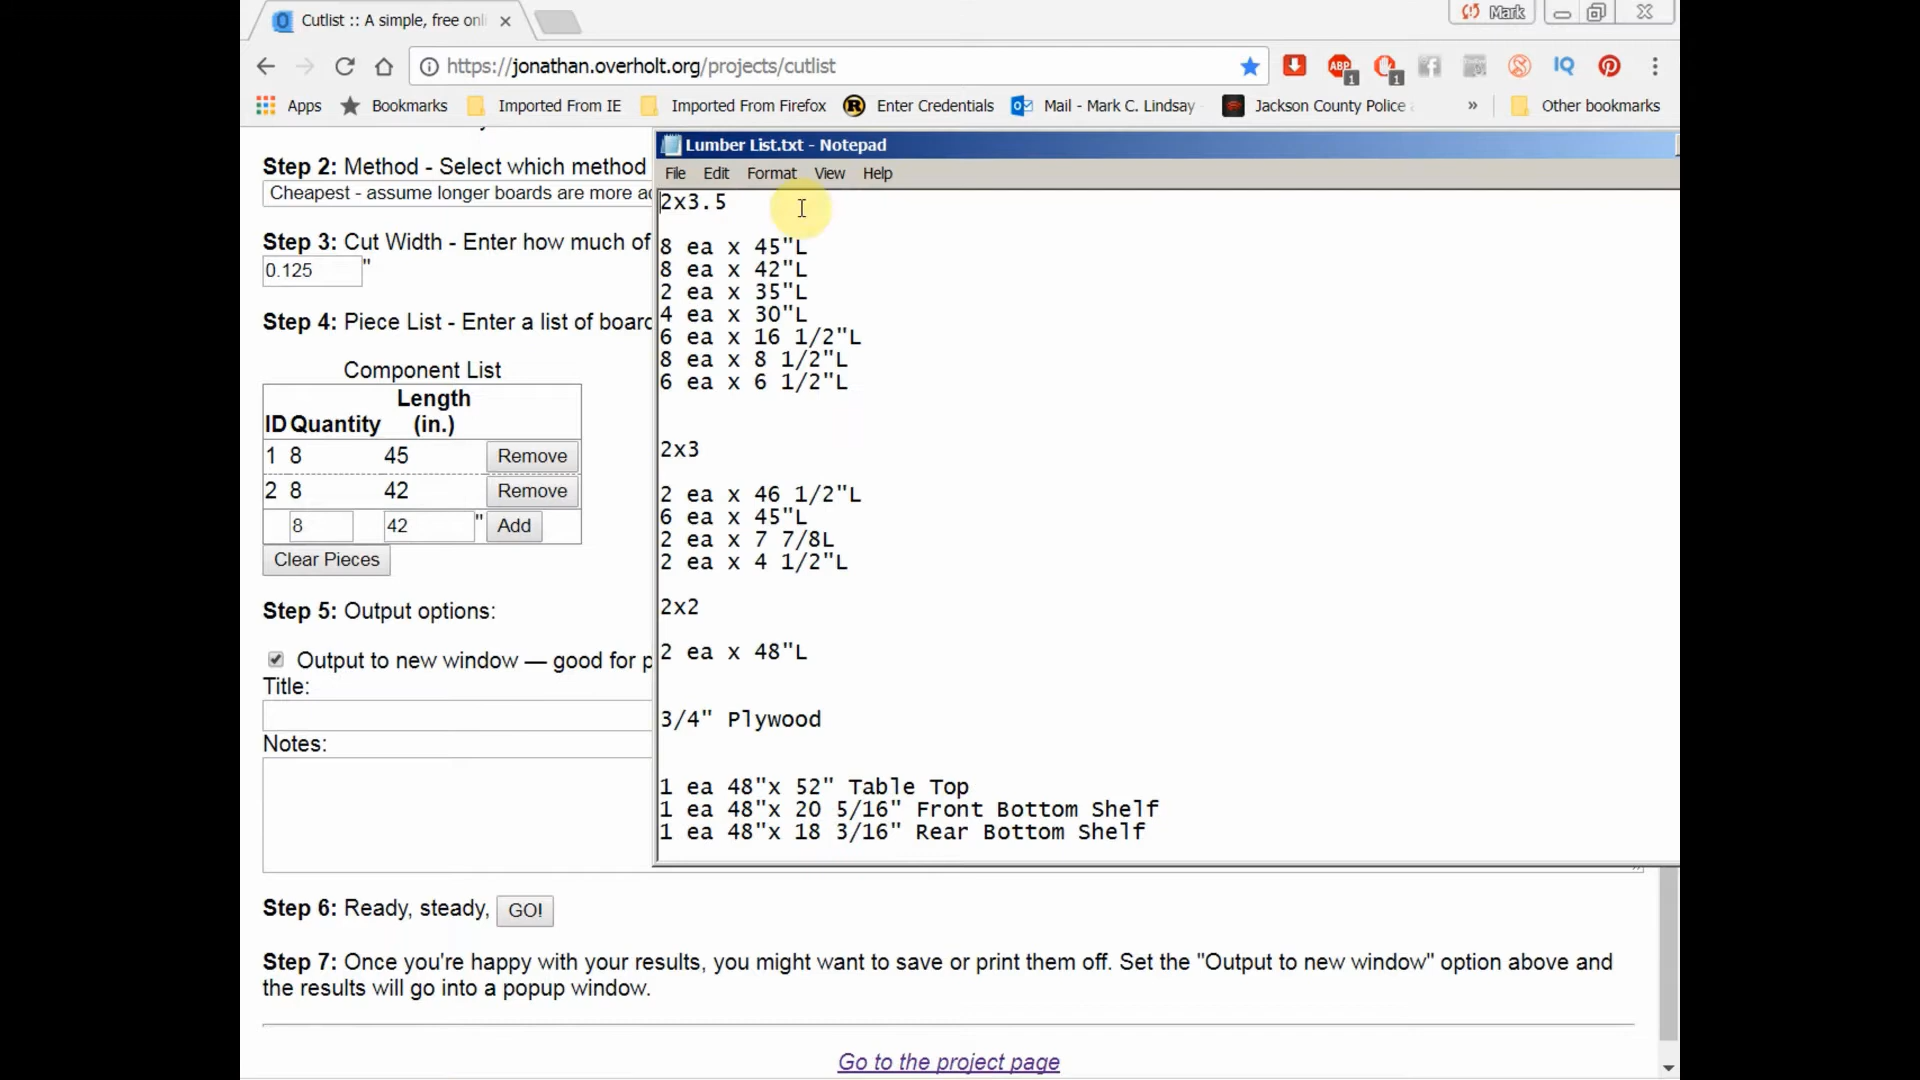 Cutlist :: A simple, free onl
Mark
https://jonathan.overholt.org/projects/cutlist
ABP
1
1
IQ
Apps
Bookmarks
Imported From IE
Imported From Firefox
R
Enter Credentials
Mail - Mark C. Lindsay
Jackson County Police
»
Other bookmarks
Step 2: Method - Select which method
Cheapest - assume longer boards are more
Step 3: Cut Width - Enter how much of
0.125 "
Step 4: Piece List - Enter a list of board
Component List
ID Quantity Length (in.)
1 8 45 Remove
2 8 42 Remove
8 42 " Add
Clear Pieces
Step 5: Output options:
Output to new window — good for p
Title:
Notes:
Step 6: Ready, steady, GO!
Step 7: Once you're happy with your results, you might want to save or print them off. Set the "Output to new window" option above and
the results will go into a popup window.
Go to the project page
Lumber List.txt - Notepad
File Edit Format View Help
2x3.5
8 ea x 45"L
8 ea x 42"L
2 ea x 35"L
4 ea x 30"L
6 ea x 16 1/2"L
8 ea x 8 1/2"L
6 ea x 6 1/2"L
2x3
2 ea x 46 1/2"L
6 ea x 45"L
2 ea x 7 7/8L
2 ea x 4 1/2"L
2x2
2 ea x 48"L
3/4" Plywood
1 ea 48"x 52" Table Top
1 ea 48"x 20 5/16" Front Bottom Shelf
1 ea 48"x 18 3/16" Rear Bottom Shelf